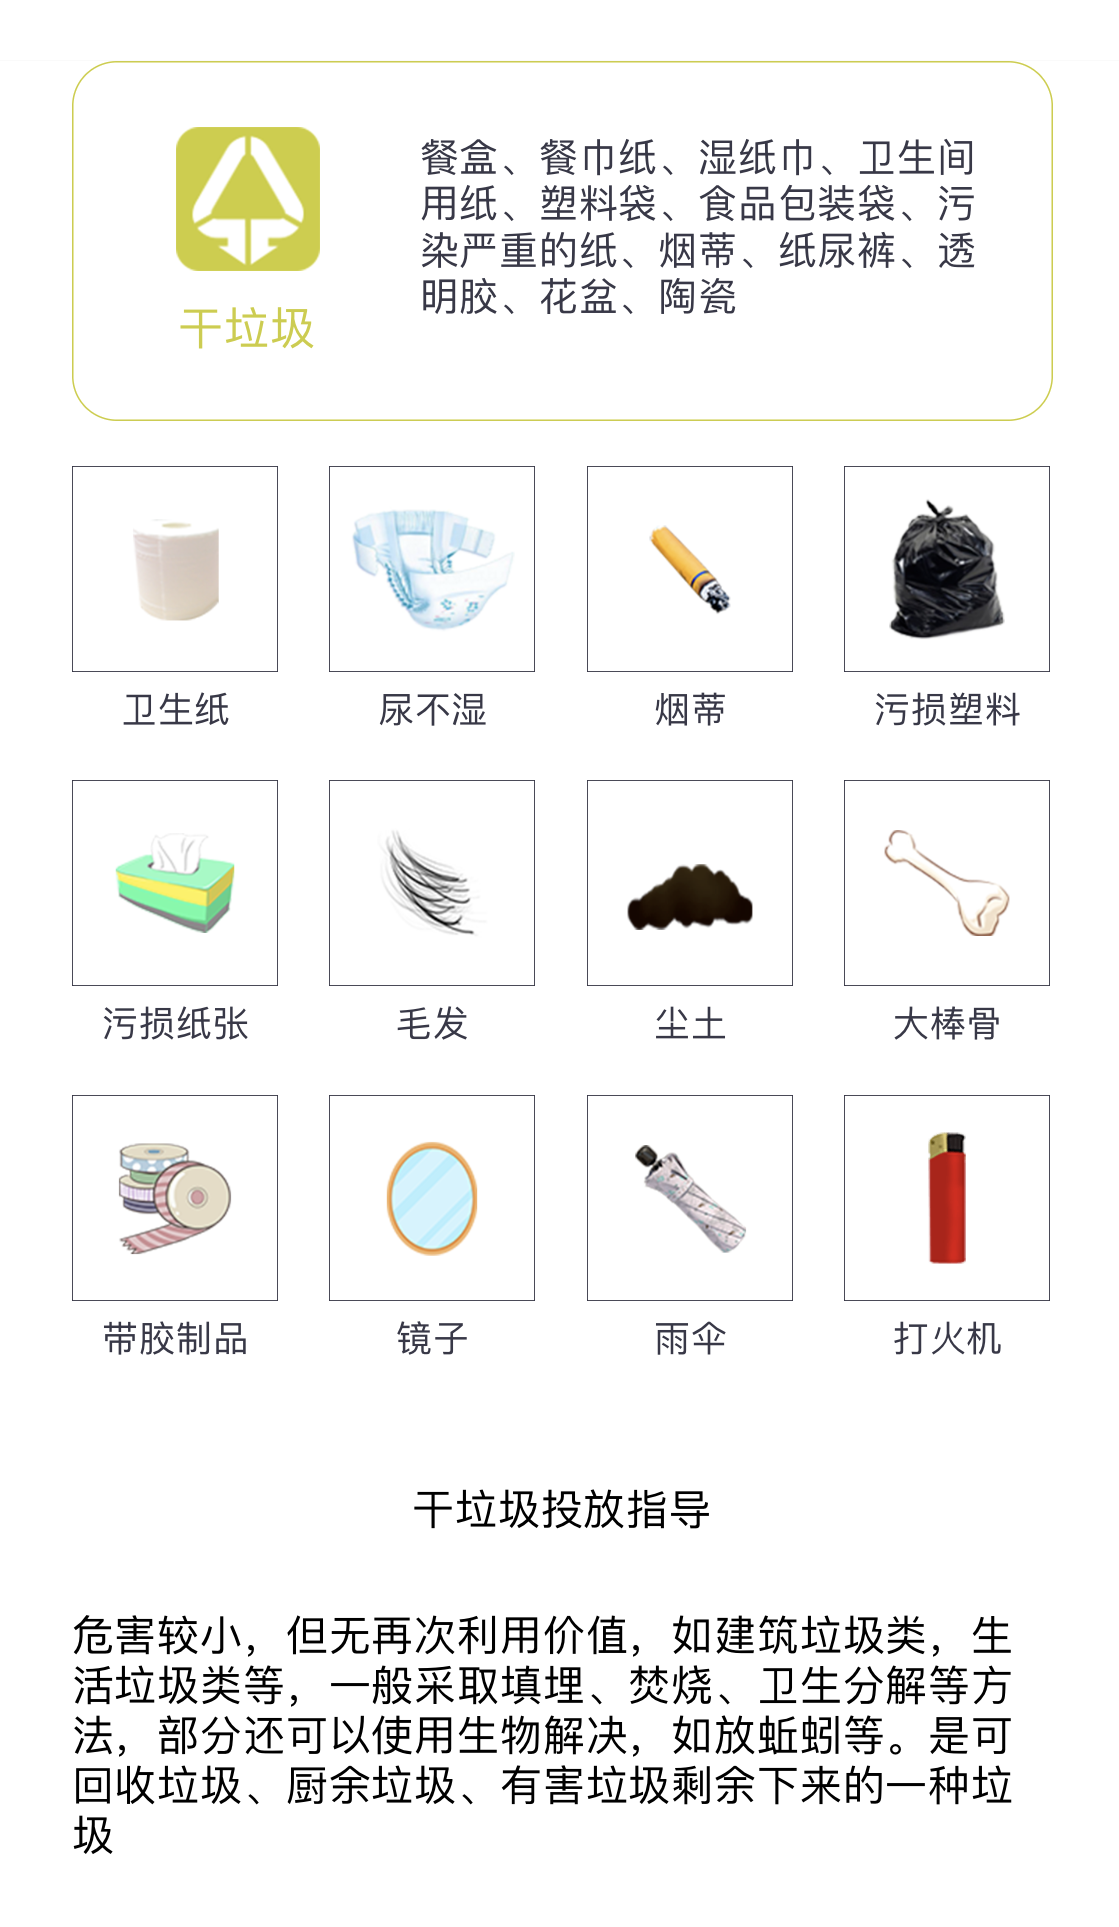 干垃圾
餐盒、餐巾纸、湿纸巾、卫生间
用纸、塑料袋、食品包装袋、污
染严重的纸、烟蒂、纸尿裤、透
明胶、花盆、陶瓷
卫生纸
尿不湿
烟蒂
污损塑料
污损纸张
毛发
尘土
大棒骨
带胶制品
镜子
雨伞
打火机
干垃圾投放指导
危害较小，但无再次利用价值，如建筑垃圾类，生
活垃圾类等，一般采取填埋、焚烧、卫生分解等方
法，部分还可以使用生物解决，如放蚯蚓等。是可
回收垃圾、厨余垃圾、有害垃圾剩余下来的一种垃
圾